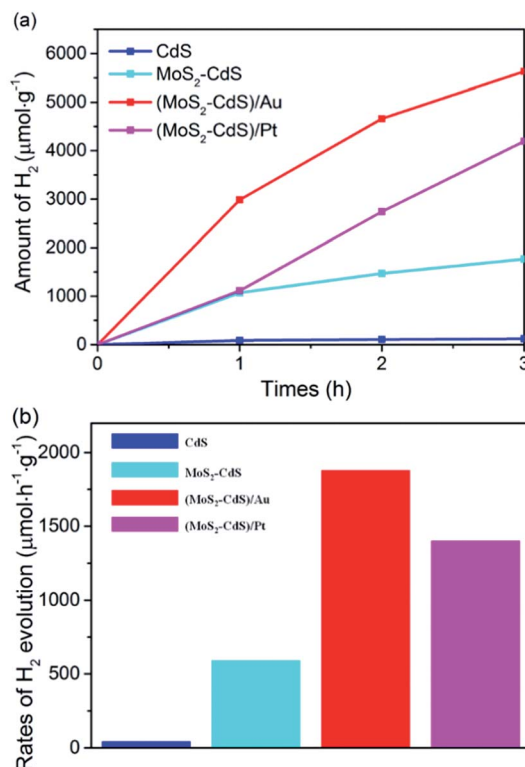 (a)
6000
5000
4000
3000
2000
1000
0
Amount of H₂ (μmol·g⁻¹)
CdS
MoS₂-CdS
(MoS₂-CdS)/Au
(MoS₂-CdS)/Pt
0 1 2 3
Times (h)
(b)
2000
1500
1000
500
0
Rates of H₂ evolution (μmol·h⁻¹·g⁻¹)
CdS
MoS₂-CdS
(MoS₂-CdS)/Au
(MoS₂-CdS)/Pt